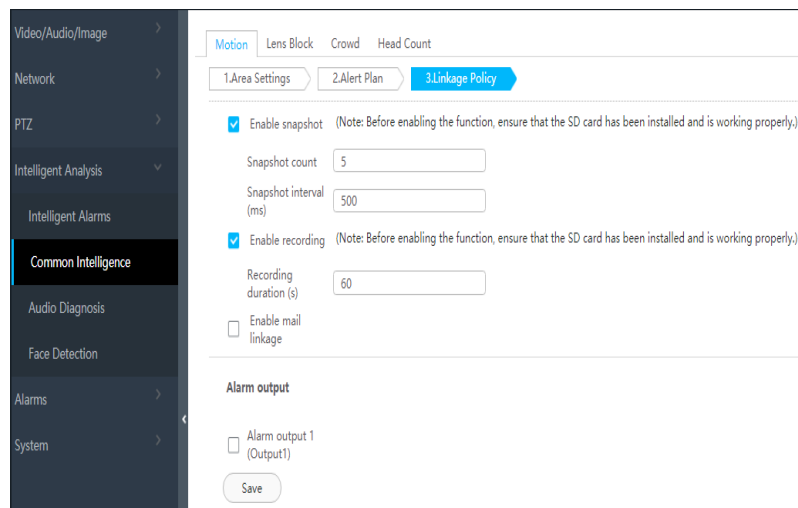 Video/Audio/Image
Network
PTZ
Intelligent Analysis
Intelligent Alarms
Common Intelligence
Audio Diagnosis
Face Detection
Alarms
System
Motion Lens Block Crowd Head Count
1.Area Settings 2.Alert Plan 3.Linkage Policy
Enable snapshot (Note: Before enabling the function, ensure that the SD card has been installed and is working properly.)
Snapshot count 5
Snapshot interval
(ms) 500
Enable recording (Note: Before enabling the function, ensure that the SD card has been installed and is working properly.)
Recording
duration (s) 60
Enable mail
linkage
Alarm output
Alarm output 1
(Output1)
Save